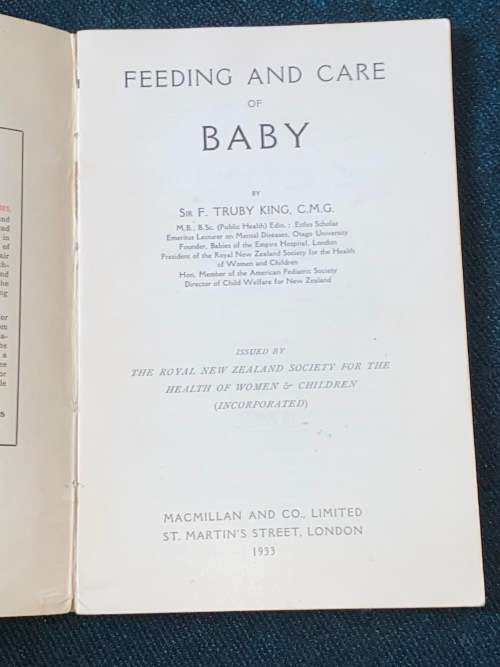 FEEDING AND CARE
OF
BABY
BY
SIR F. TRUBY KING, C.M.G.
M.B., B.Sc. (Public Health) Edin.; Ettles Scholar
Emeritus Lecturer on Mental Diseases, Otago University
Founder, Babies of the Empire Hospital, London
President of the Royal New Zealand Society for the Health
of Women and Children
Hon. Member of the American Pediatric Society
Director of Child Welfare for New Zealand
ISSUED BY
THE ROYAL NEW ZEALAND SOCIETY FOR THE
HEALTH OF WOMEN & CHILDREN
(INCORPORATED)
MACMILLAN AND CO., LIMITED
ST. MARTIN'S STREET, LONDON
1933